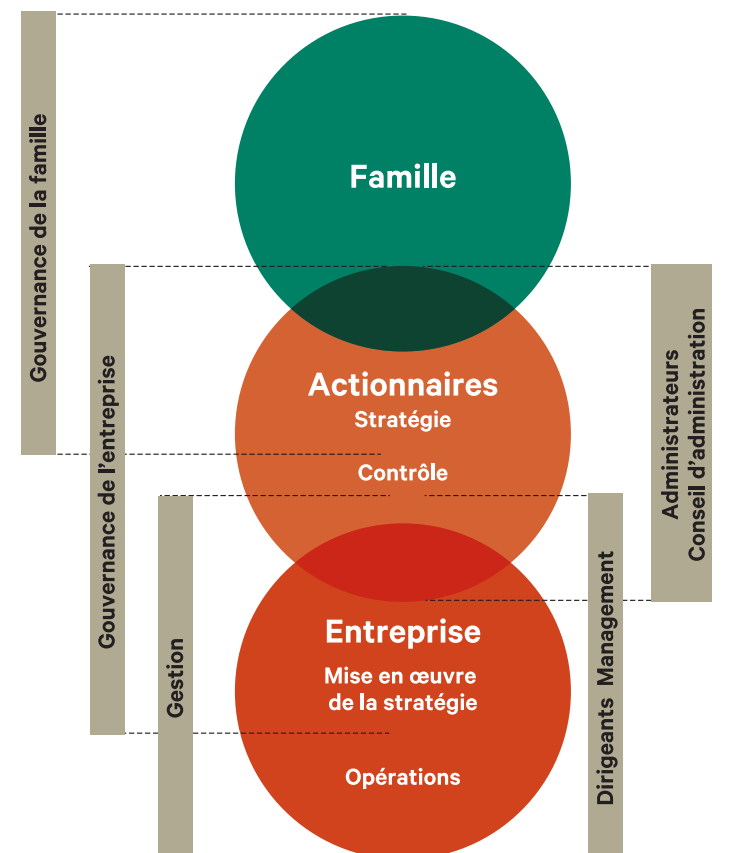 Famille
Actionnaires
Stratégie
Contrôle
Entreprise
Mise en œuvre
de la stratégie
Opérations
Gouvernance de la famille
Gouvernance de l’entreprise
Gestion
Administrateurs
Conseil d’administration
Dirigeants Management